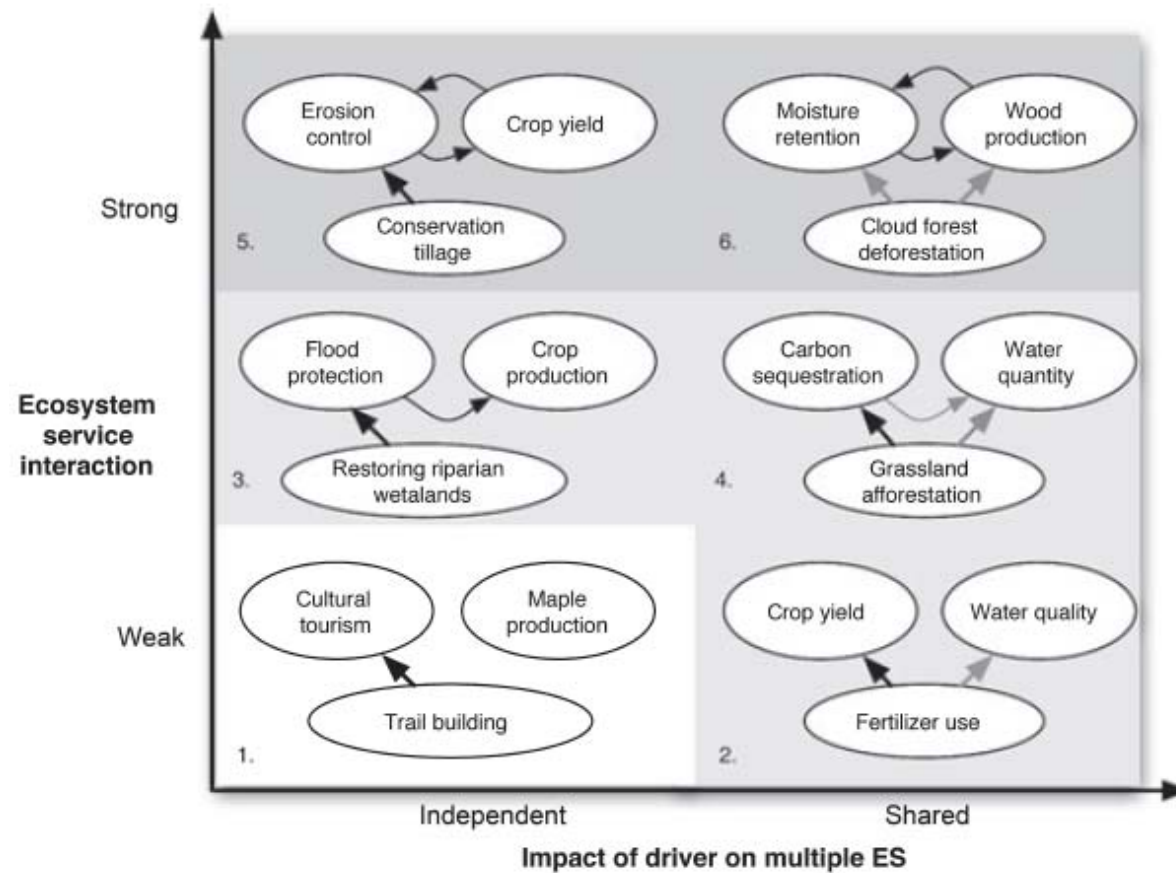 Erosion
control
Crop yield
Moisture
retention
Wood
production
Strong
5.
Conservation
tillage
6.
Cloud forest
deforestation
Flood
protection
Crop
production
Carbon
sequestration
Water
quantity
Ecosystem
service
interaction
3.
Restoring riparian
wetalands
4.
Grassland
afforestation
Cultural
tourism
Maple
production
Crop yield
Water quality
Weak
Trail building
Fertilizer use
1.
2.
Independent
Shared
Impact of driver on multiple ES